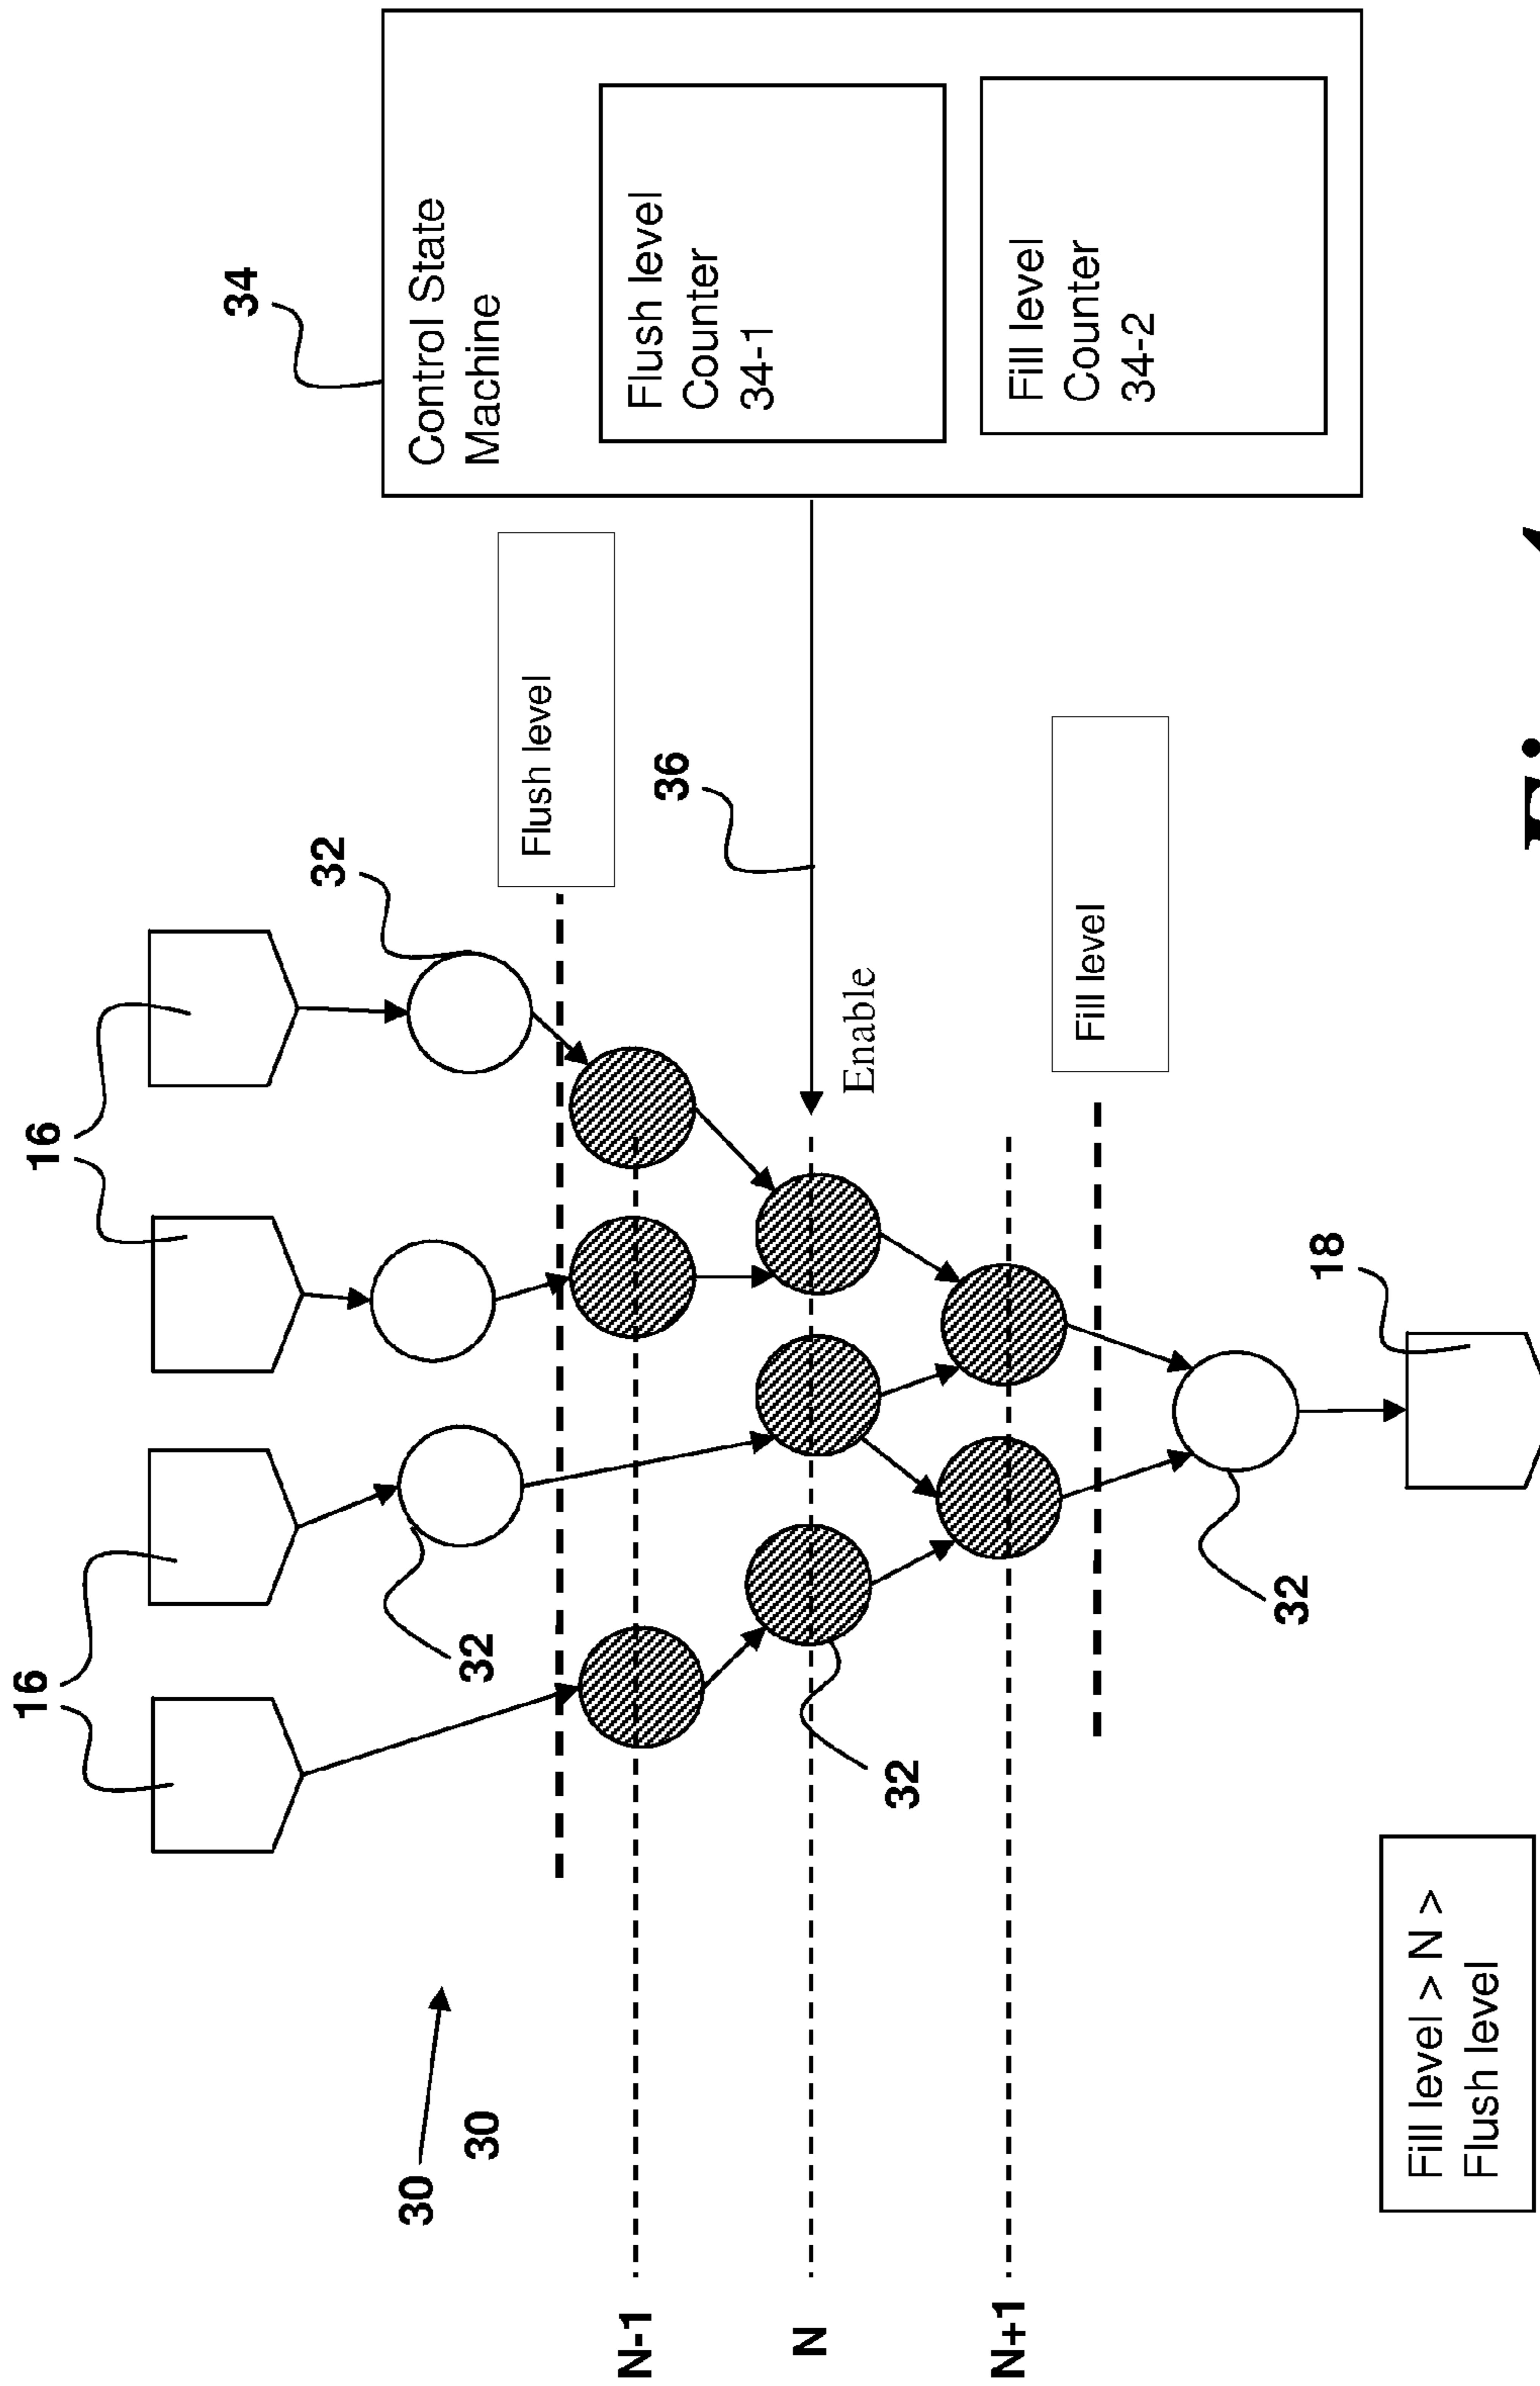 16
16
34
32
30
30
32
Control State
Machine
Flush level
N-1
36
Flush level
Counter
34-1
N
Enable
32
N+1
Fill level
Fill level
Counter
34-2
32
18
Fill level > N >
Flush level